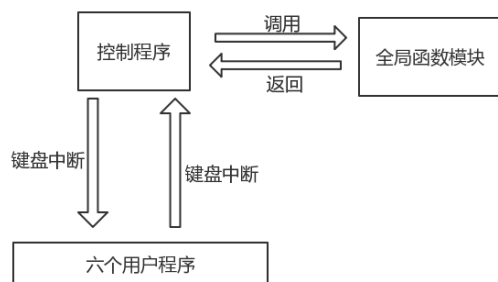 调用
控制程序
全局函数模块
返回
键盘中断
键盘中断
六个用户程序